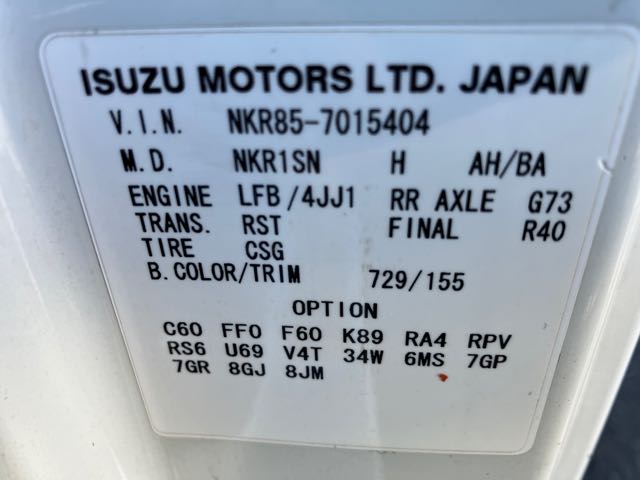 ISUZU MOTORS LTD. JAPAN
V.I.N. NKR85-7015404
M.D. NKR1SN H AH/BA
ENGINE LFB/4JJ1 RR AXLE G73
TRANS. RST FINAL R40
TIRE CSG
B.COLOR/TRIM 729/155
OPTION
C60 FF0 F60 K89 RA4 RPV
RS6 U69 V4T 34W 6MS 7GP
7GR 8GJ 8JM